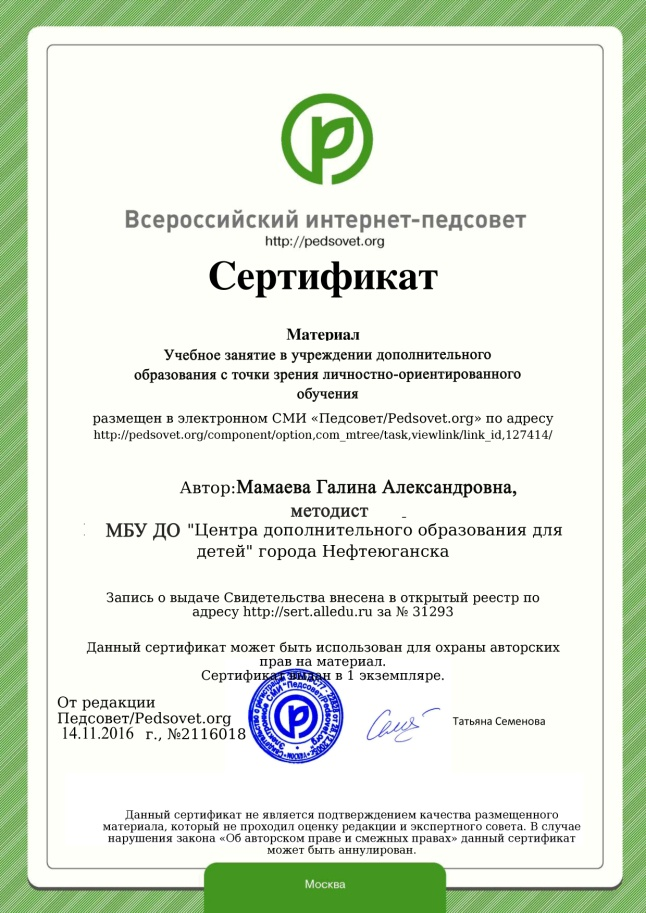 Всероссийский интернет-педсовет
http://pedsovet.org
Сертификат
Материал
Учебное занятие в учреждении дополнительного
образования с точки зрения личностно-ориентированного
обучения
размещен в электронном СМИ «Педсовет/Pedsovet.org» по адресу
http://pedsovet.org/component/option,com_mtree/task,viewlink/link_id,127414/
Автор:Мамаева Галина Александровна,
методист
МБУ ДО "Центра дополнительного образования для
детей" города Нефтеюганска
Запись о выдаче Свидетельства внесена в открытый реестр по
адресу http://sert.alledu.ru за № 31293
Данный сертификат может быть использован для охраны авторских
прав на материал.
Сертификат выдан в 1 экземпляре.
От редакции
Педсовет/Pedsovet.org
14.11.2016 г., №2116018
Электронное СМИ "Педсовет/Pedsovet.org"
Татьяна Семенова
Данный сертификат не является подтверждением качества размещенного
материала, который не проходил оценку редакции и экспертного совета. В случае
нарушения закона «Об авторском праве и смежных правах» данный сертификат
может быть аннулирован.
Москва